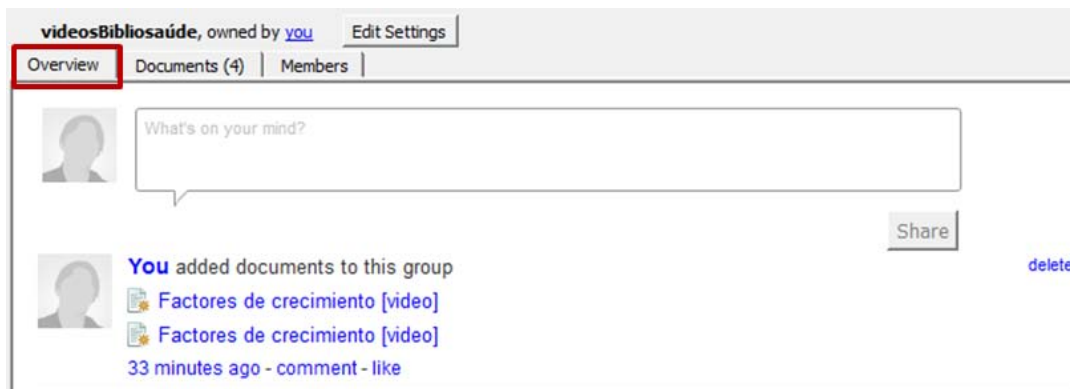 videosBibliosaúde, owned by you Edit Settings
Overview Documents (4) Members
What's on your mind?
Share
You added documents to this group delete
Factores de crecimiento [video]
Factores de crecimiento [video]
33 minutes ago - comment - like